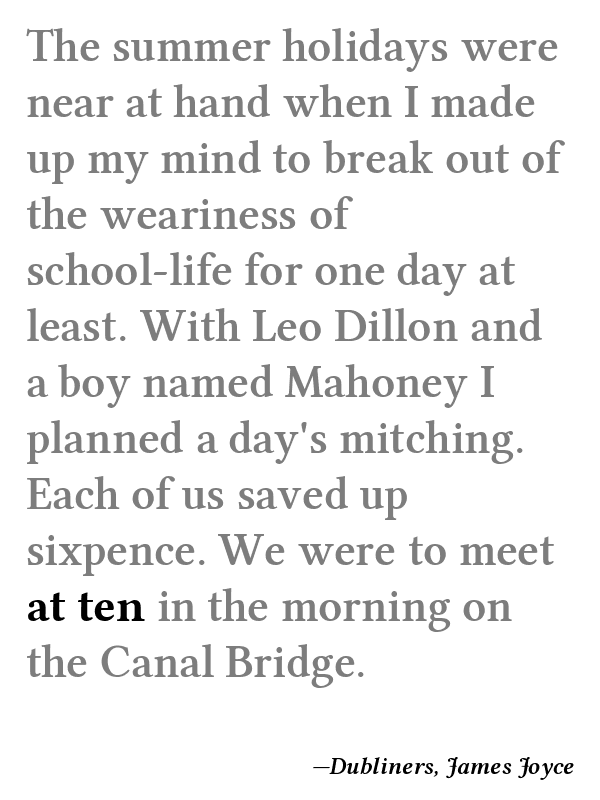 The summer holidays were
near at hand when I made
up my mind to break out of
the weariness of
school-life for one day at
least. With Leo Dillon and
a boy named Mahoney I
planned a day's mitching.
Each of us saved up
sixpence. We were to meet
at ten in the morning on
the Canal Bridge.
—Dubliners, James Joyce